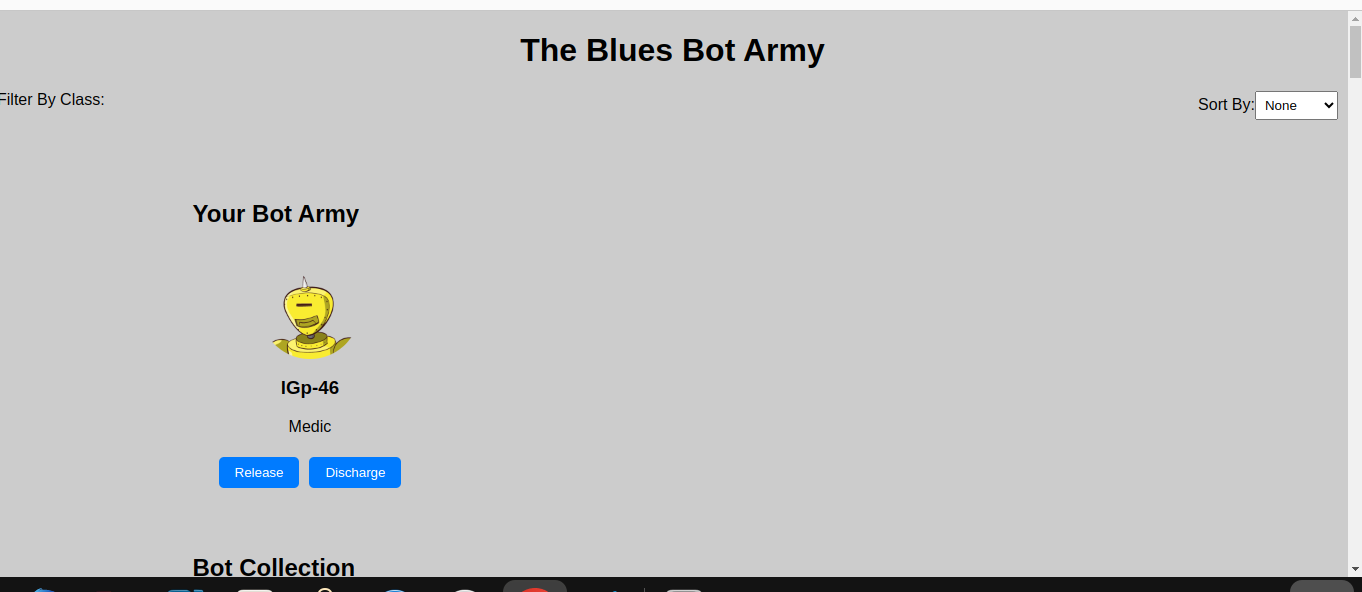 The Blues Bot Army
Filter By Class:
Sort By: None
Your Bot Army
IGp-46
Medic
Release Discharge
Bot Collection